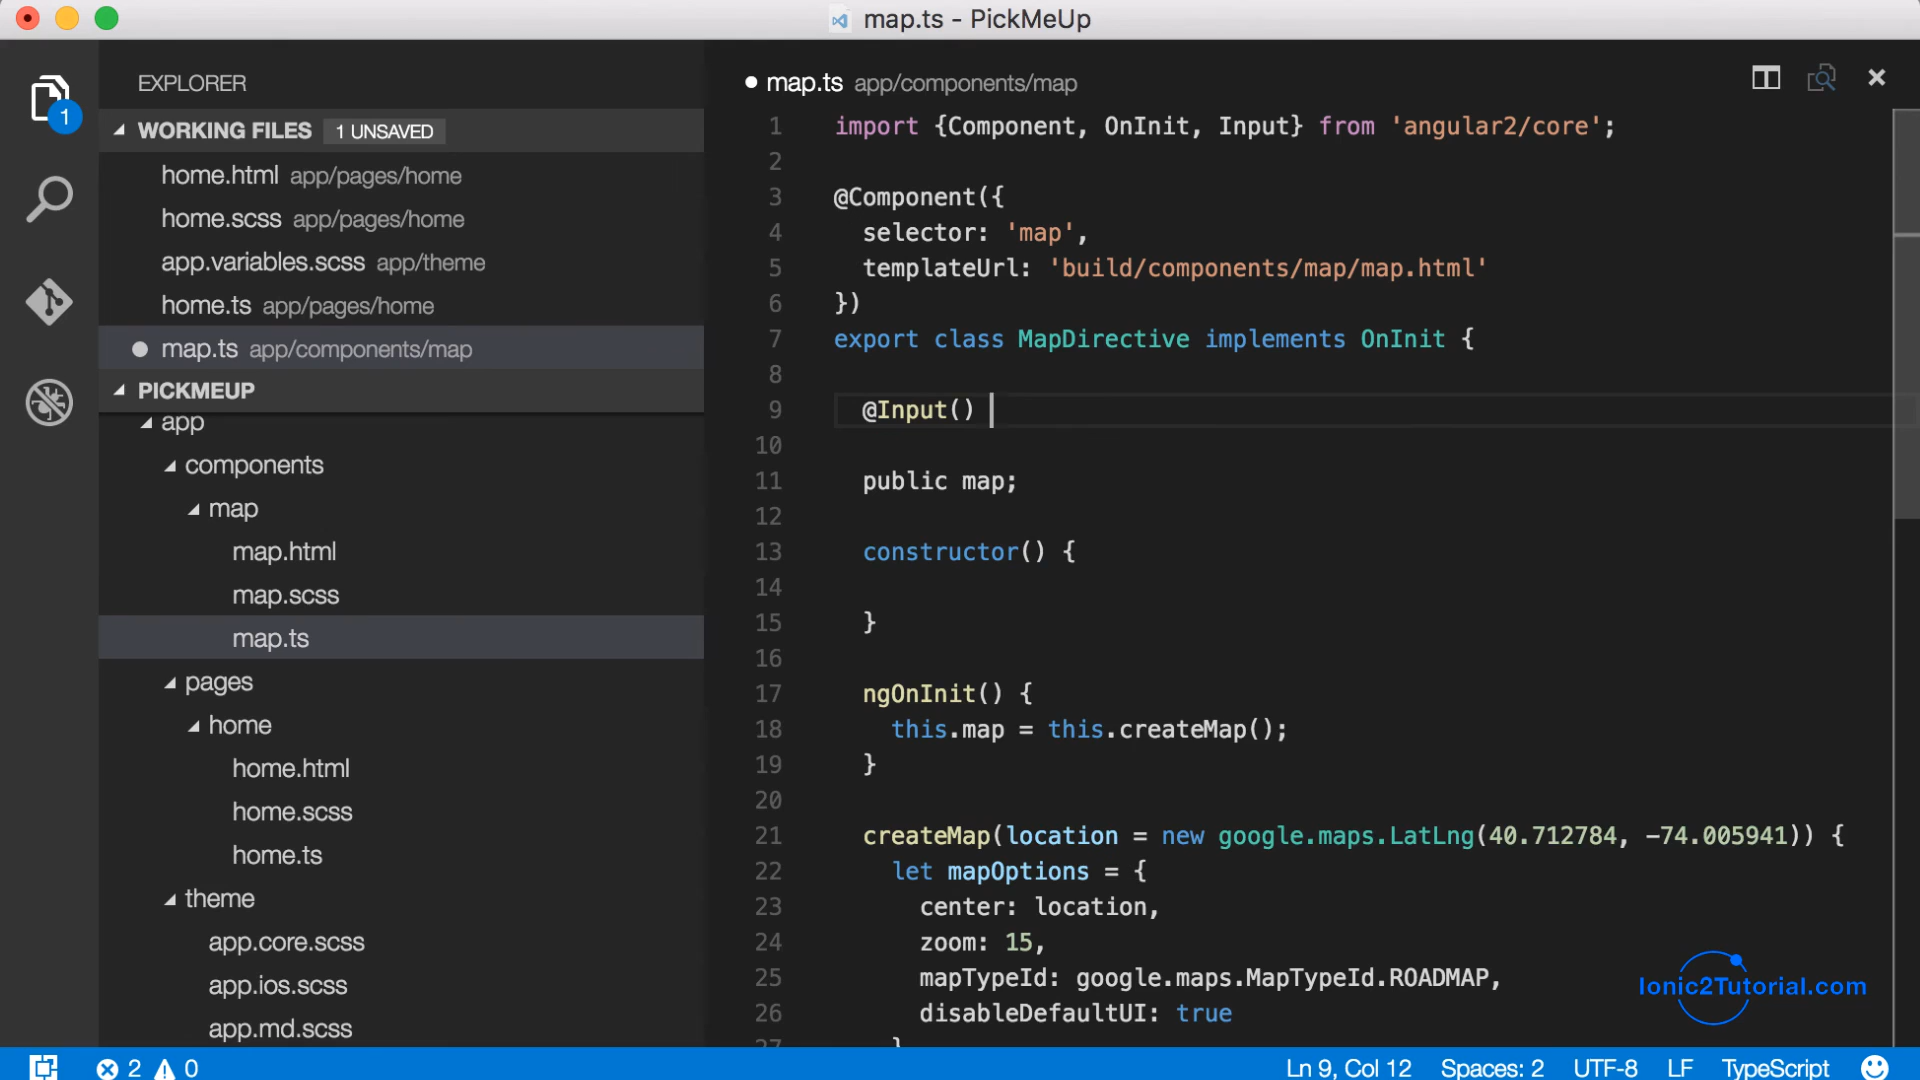 map.ts - PickMeUp
1
EXPLORER
WORKING FILES 1 UNSAVED
home.html app/pages/home
home.scss app/pages/home
app.variables.scss app/theme
home.ts app/pages/home
map.ts app/components/map
PICKMEUP
app
components
map
map.html
map.scss
map.ts
pages
home
home.html
home.scss
home.ts
theme
app.core.scss
app.ios.scss
app.md.scss
map.ts app/components/map
1 import {Component, OnInit, Input} from 'angular2/core';
2
3 @Component({
4 selector: 'map',
5 templateUrl: 'build/components/map/map.html'
6 })
7 export class MapDirective implements OnInit {
8
9 @Input()
10
11 public map;
12
13 constructor() {
14
15 }
16
17 ngOnInit() {
18 this.map = this.createMap();
19 }
20
21 createMap(location = new google.maps.LatLng(40.712784, -74.005941)) {
22 let mapOptions = {
23 center: location,
24 zoom: 15,
25 mapTypeId: google.maps.MapTypeId.ROADMAP,
26 disableDefaultUI: true
27 }
Ionic2Tutorial.com
2 0 Ln 9, Col 12 Spaces: 2 UTF-8 LF TypeScript